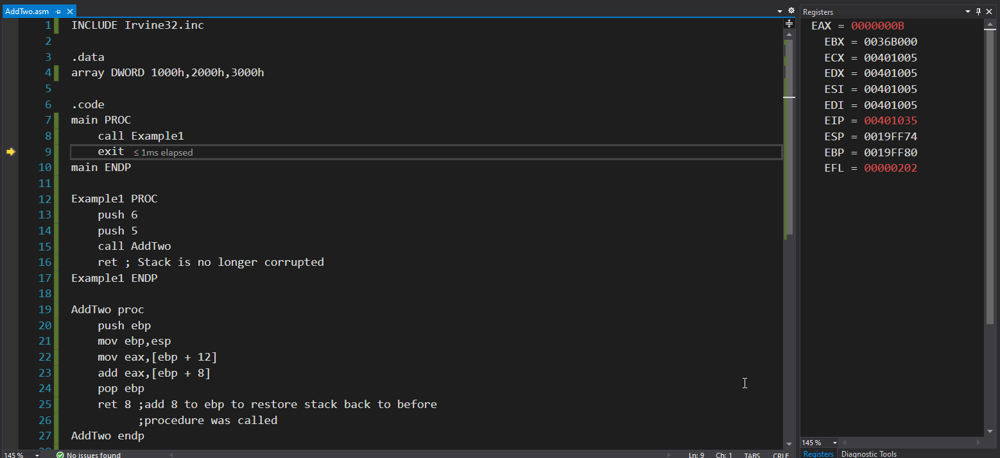 AddTwo.asm
1 INCLUDE Irvine32.inc
2
3 .data
4 array DWORD 1000h,2000h,3000h
5
6 .code
7 main PROC
8 call Example1
9 exit ≤ 1ms elapsed
10 main ENDP
11
12 Example1 PROC
13 push 6
14 push 5
15 call AddTwo
16 ret ; Stack is no longer corrupted
17 Example1 ENDP
18
19 AddTwo proc
20 push ebp
21 mov ebp,esp
22 mov eax,[ebp + 12]
23 add eax,[ebp + 8]
24 pop ebp
25 ret 8 ;add 8 to ebp to restore stack back to before
26 ;procedure was called
27 AddTwo endp
28
145 % No issues found Ln: 9 Ch: 1 TABS CRLF
Registers
EAX = 0000000B
EBX = 0036B000
ECX = 00401005
EDX = 00401005
ESI = 00401005
EDI = 00401005
EIP = 00401035
ESP = 0019FF74
EBP = 0019FF80
EFL = 00000202
145 %
Registers Diagnostic Tools